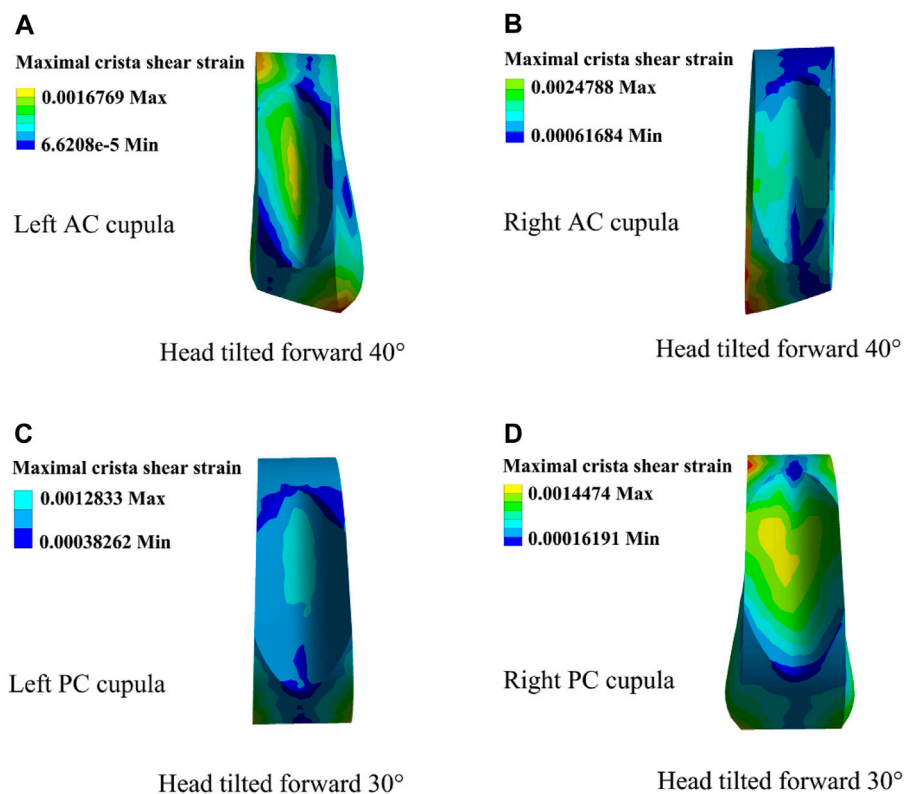 A
Maximal crista shear strain
0.0016769 Max
6.6208e-5 Min
Left AC cupula
Head tilted forward 40°
B
Maximal crista shear strain
0.0024788 Max
0.00061684 Min
Right AC cupula
Head tilted forward 40°
C
Maximal crista shear strain
0.0012833 Max
0.00038262 Min
Left PC cupula
Head tilted forward 30°
D
Maximal crista shear strain
0.0014474 Max
0.00016191 Min
Right PC cupula
Head tilted forward 30°